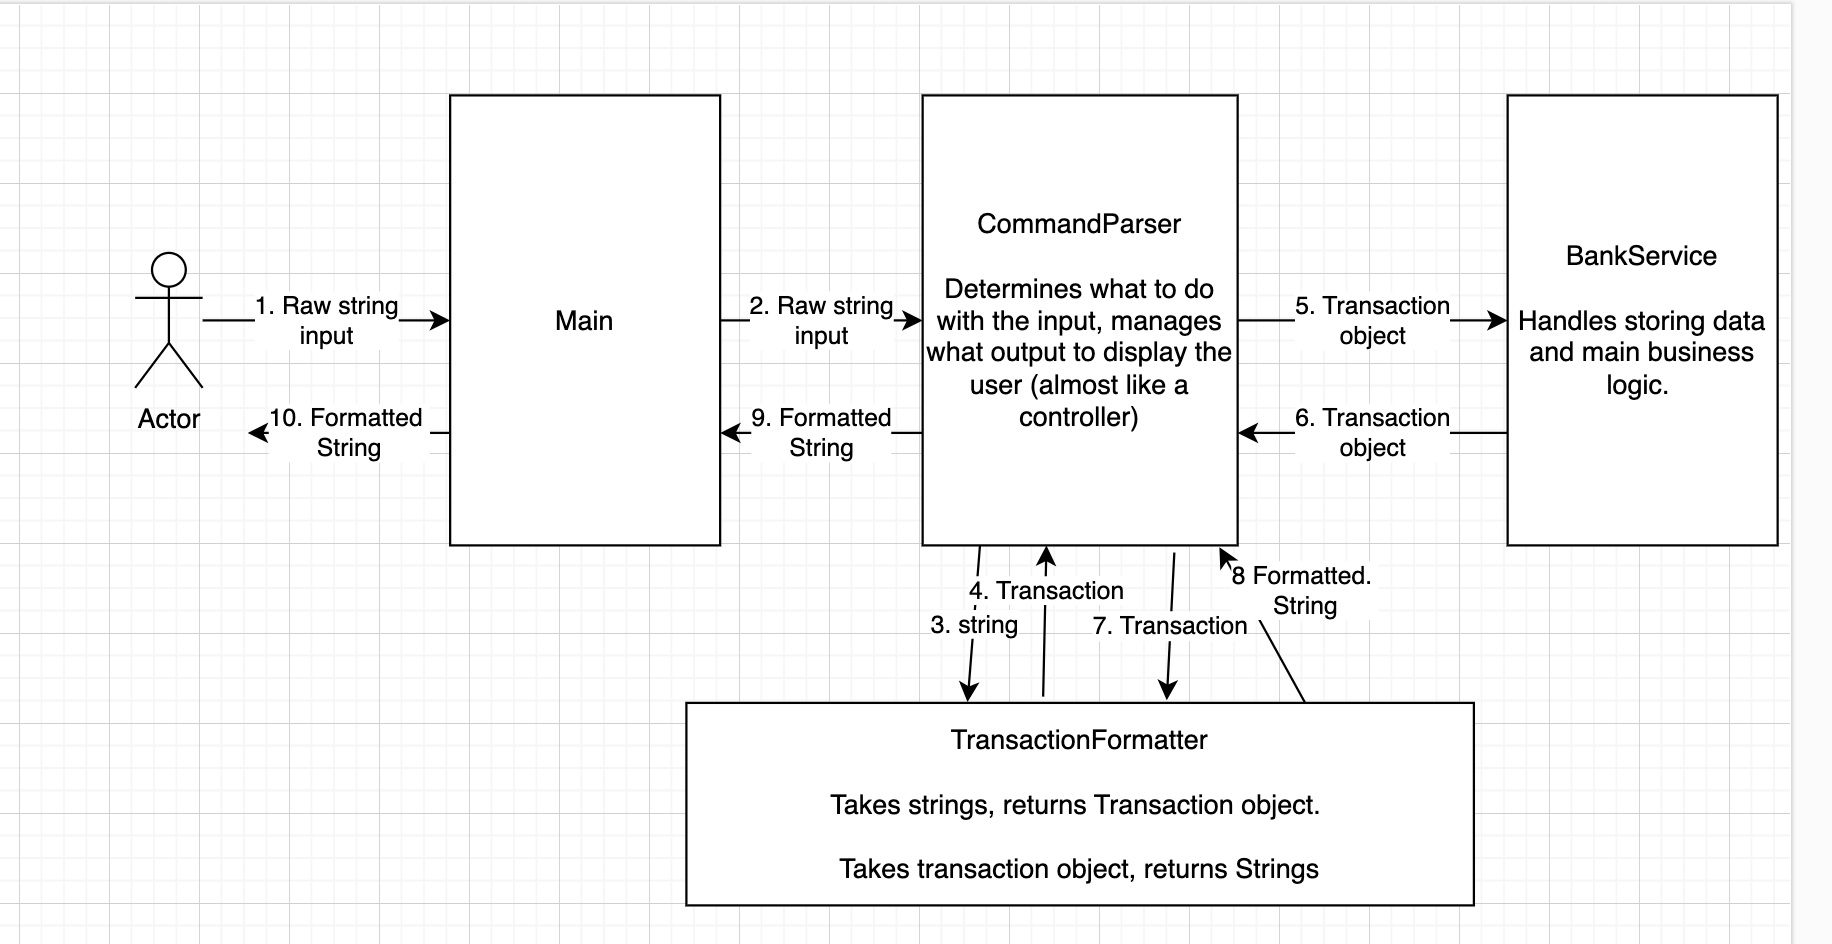 Actor
1. Raw string
input
10. Formatted
String
Main
2. Raw string
input
9. Formatted
String
CommandParser
Determines what to do
with the input, manages
what output to display the
user (almost like a
controller)
5. Transaction
object
6. Transaction
object
BankService
Handles storing data
and main business
logic.
4. Transaction
3. string
7. Transaction
8 Formatted.
String
TransactionFormatter
Takes strings, returns Transaction object.
Takes transaction object, returns Strings